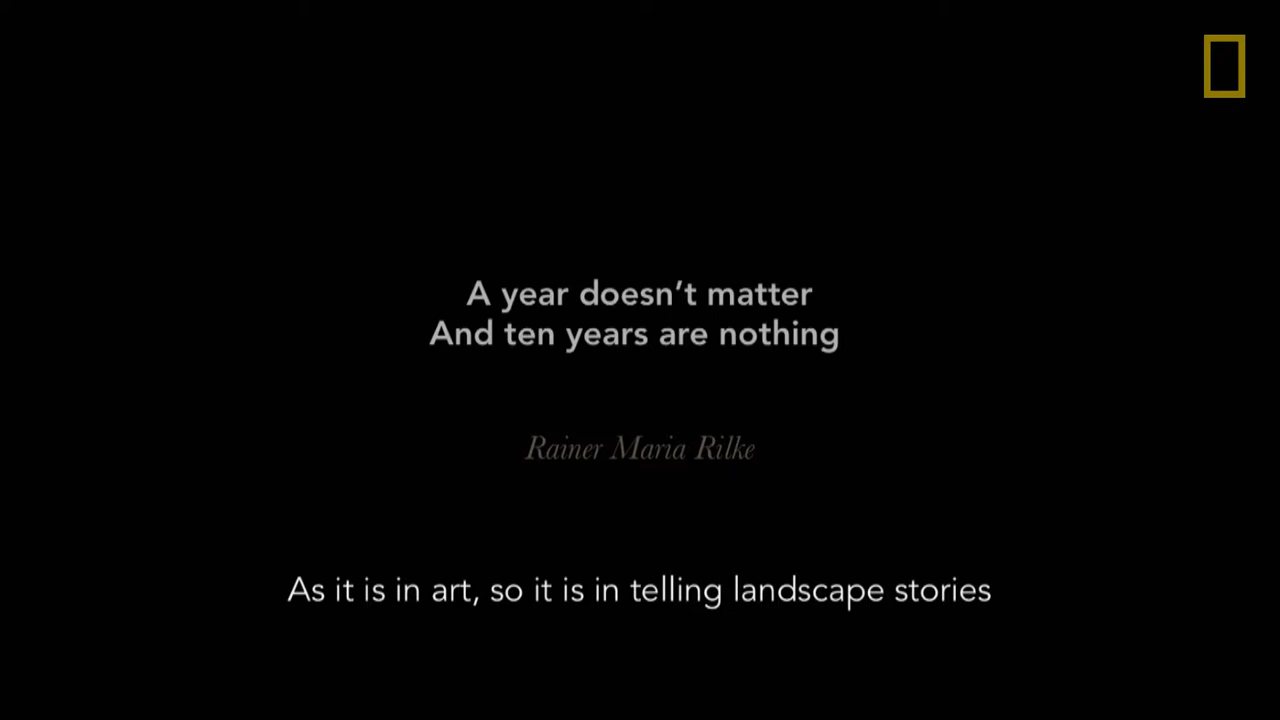 A year doesn’t matter
And ten years are nothing
Rainer Maria Rilke
As it is in art, so it is in telling landscape stories